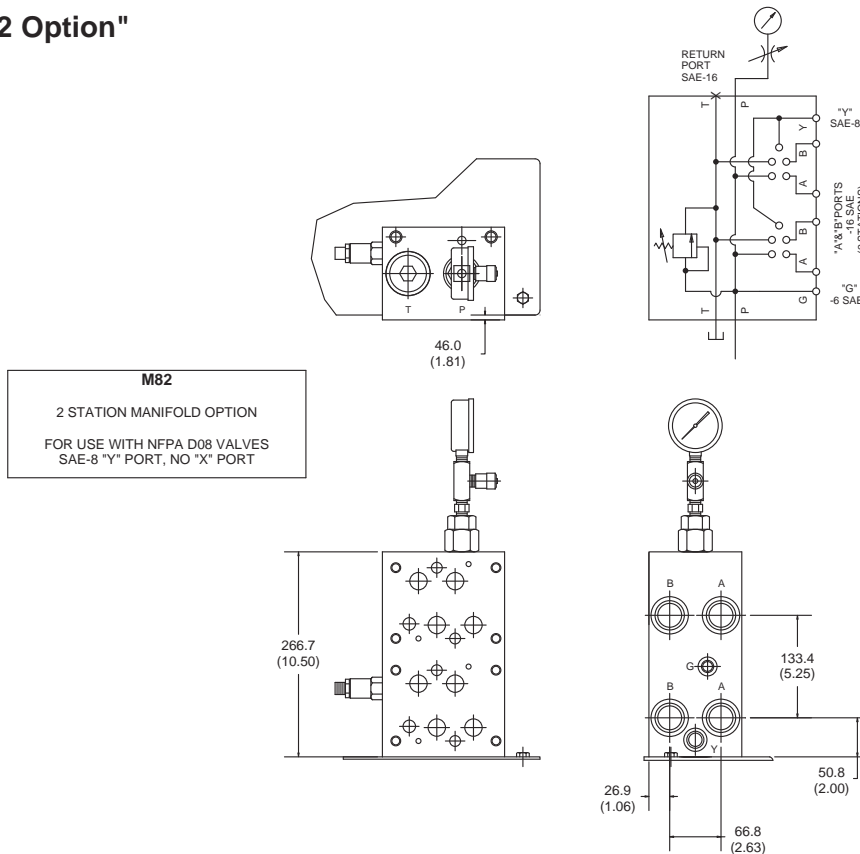 2 Option"
RETURN
PORT
SAE-16
T
P
"Y"
SAE-8
Y
B
A
B
A
G
"A"&"B"PORTS
-16 SAE
"G"
-6 SAE
T
P
T
P
46.0
(1.81)
M82
2 STATION MANIFOLD OPTION
FOR USE WITH NFPA D08 VALVES
SAE-8 "Y" PORT, NO "X" PORT
266.7
(10.50)
B
A
G
B
A
Y
133.4
(5.25)
50.8
(2.00)
26.9
(1.06)
66.8
(2.63)